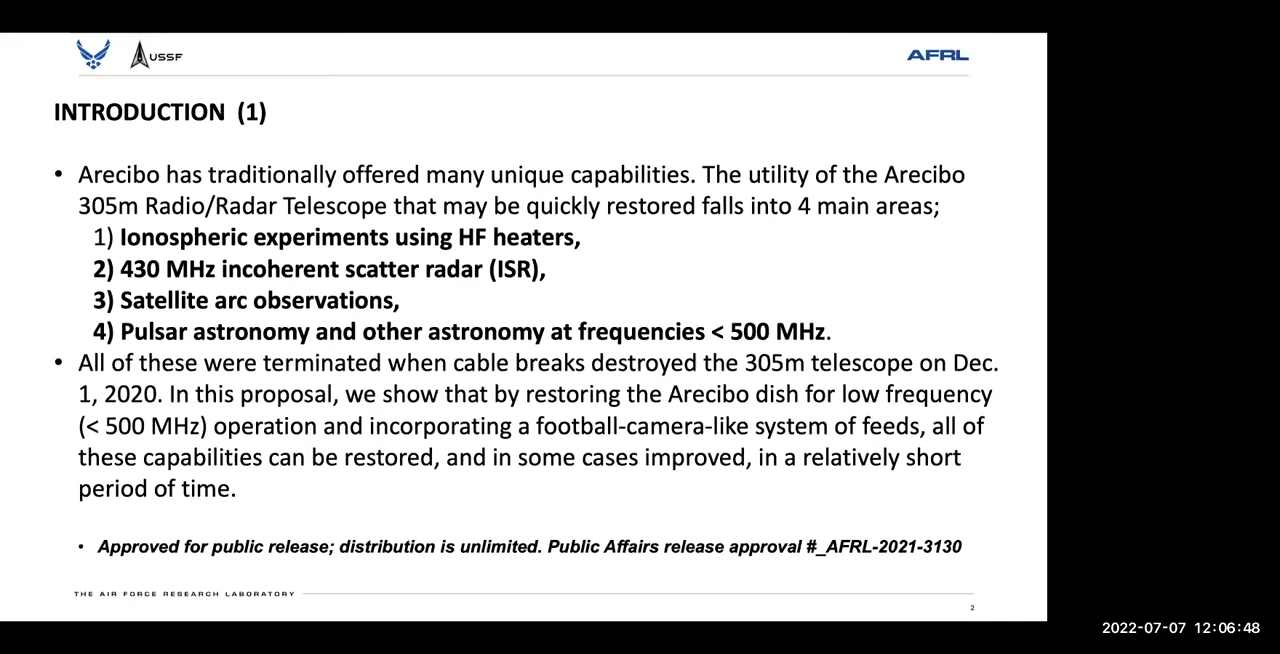 USSF
AFRL
INTRODUCTION (1)
• Arecibo has traditionally offered many unique capabilities. The utility of the Arecibo
305m Radio/Radar Telescope that may be quickly restored falls into 4 main areas;
1) Ionospheric experiments using HF heaters,
2) 430 MHz incoherent scatter radar (ISR),
3) Satellite arc observations,
4) Pulsar astronomy and other astronomy at frequencies < 500 MHz.
• All of these were terminated when cable breaks destroyed the 305m telescope on Dec.
1, 2020. In this proposal, we show that by restoring the Arecibo dish for low frequency
(< 500 MHz) operation and incorporating a football-camera-like system of feeds, all of
these capabilities can be restored, and in some cases improved, in a relatively short
period of time.
• Approved for public release; distribution is unlimited. Public Affairs release approval #_AFRL-2021-3130
THE AIR FORCE RESEARCH LABORATORY
2
2022-07-07 12:06:48